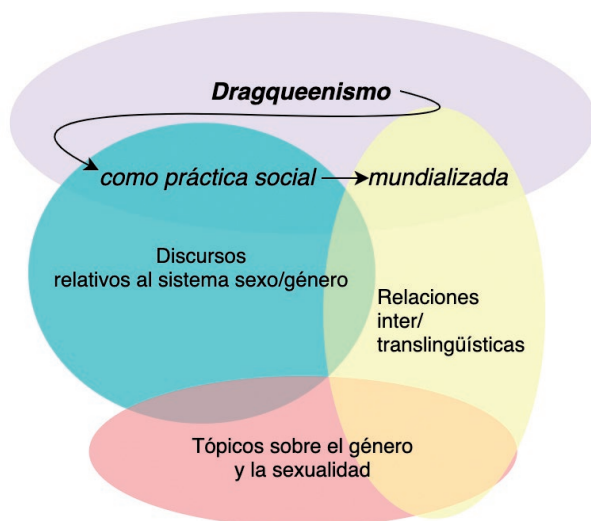 Dragqueenismo
como práctica social mundializada
Discursos
relativos al sistema sexo/género
Relaciones
inter/
translingüísticas
Tópicos sobre el género
y la sexualidad